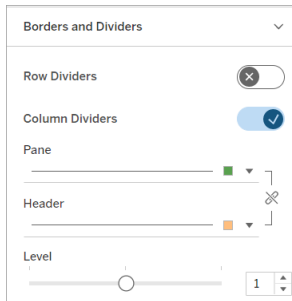 Borders and Dividers
Row Dividers
Column Dividers
Pane
Header
Level
1